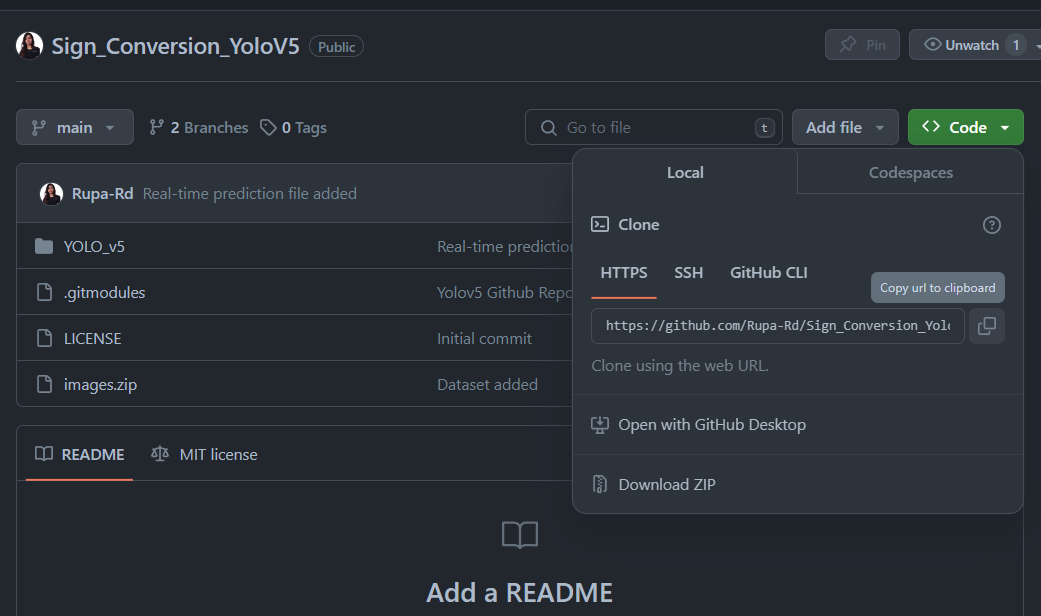 Sign_Conversion_YoloV5 Public
Pin
Unwatch 1
main
2 Branches
0 Tags
Go to file t
Add file
Code
Rupa-Rd Real-time prediction file added
YOLO_v5 Real-time prediction
.gitmodules Yolov5 Github Repo
LICENSE Initial commit
images.zip Dataset added
Local
Codespaces
Clone
HTTPS SSH GitHub CLI
Copy url to clipboard
https://github.com/Rupa-Rd/Sign_Conversion_Yolo
Clone using the web URL.
Open with GitHub Desktop
Download ZIP
README
MIT license
Add a README